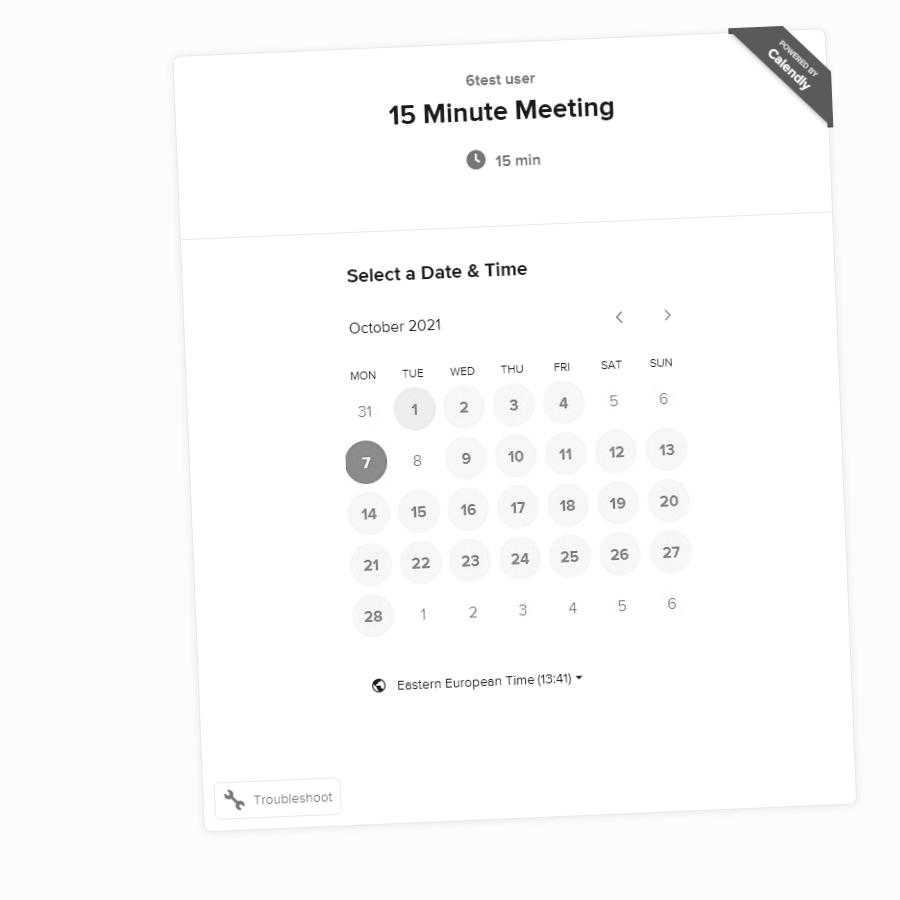 POWERED BY
Calendly
6test user
15 Minute Meeting
15 min
Select a Date & Time
October 2021
MON TUE WED THU FRI SAT SUN
31 1 2 3 4 5 6
7 8 9 10 11 12 13
14 15 16 17 18 19 20
21 22 23 24 25 26 27
28 1 2 3 4 5 6
Eastern European Time (13:41)
Troubleshoot